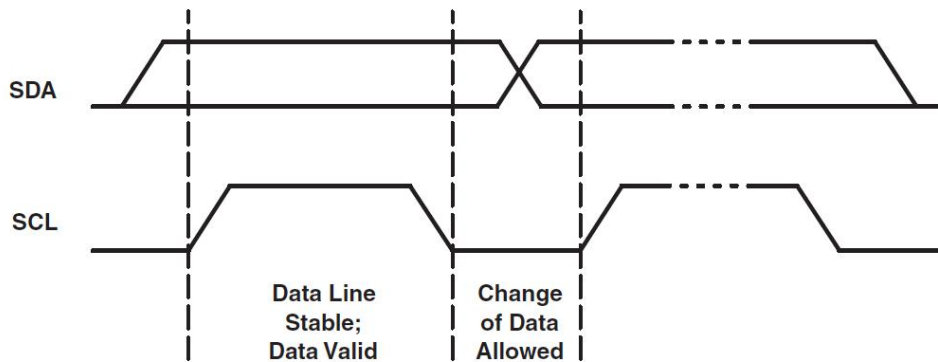 SDA
SCL
Data Line
Stable;
Data Valid
Change
of Data
Allowed